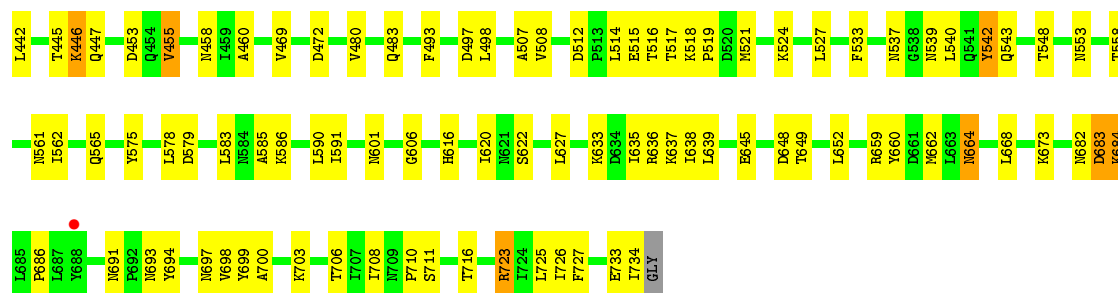 L442 T445 K446 Q447 D453 Q454 V455 N458 I459 A460 V469 D472 V480 Q483 F493 D497 L498 A507 V508 D512 P513 L514 E515 T516 T517 K518 P519 D520 M521 K524 L527 F533 N537 G538 N539 L540 Q541 Y542 Q543 T548 N553 T558
N561 I562 Q565 Y575 L578 D579 L583 N584 A585 K586 L590 I591 N601 G606 H616 I620 N621 S622 L627 K633 D634 I635 R636 K637 I638 L639 E645 D648 T649 L652 R659 Y660 D661 M662 L663 N664 L668 K673 N682 D683 K684
L685 P686 L687 Y688 N691 P692 N693 Y694 N697 V698 Y699 A700 K703 T706 I707 I708 N709 P710 S711 T716 R723 I724 L725 I726 F727 E733 I734 GLY